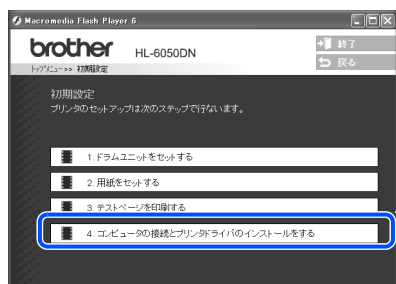 Macromedia Flash Player 6
brother HL-6050DN
終了
戻る
トップメニュー>> 初期設定
初期設定
プリンタのセットアップは次のステップで行ないます。
1. ドラムユニットをセットする
2. 用紙をセットする
3. テストページを印刷する
4. コンピュータの接続とプリンタドライバのインストールをする